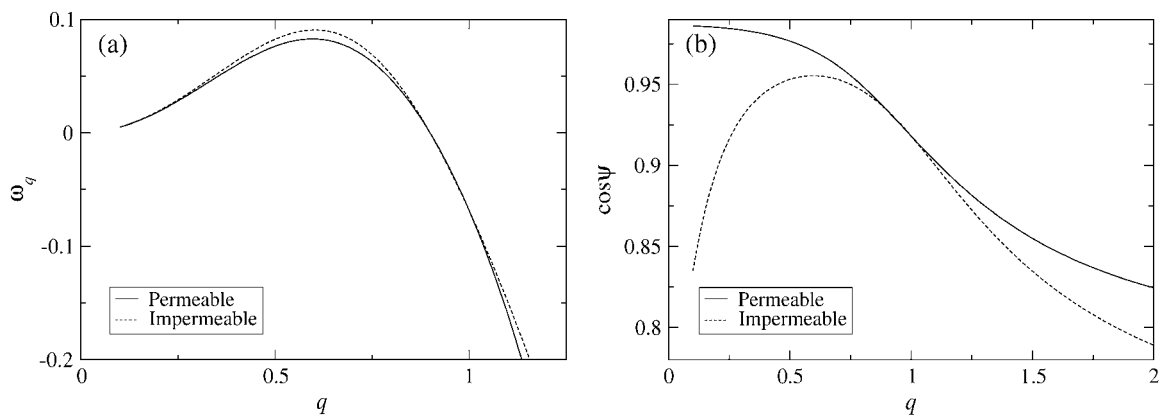 0.1
(a)
0
ω_q
-0.1
Permeable
Impermeable
-0.2
0
0.5
1
q
(b)
0.95
0.9
cosψ
0.85
Permeable
Impermeable
0.8
0
0.5
1
1.5
2
q